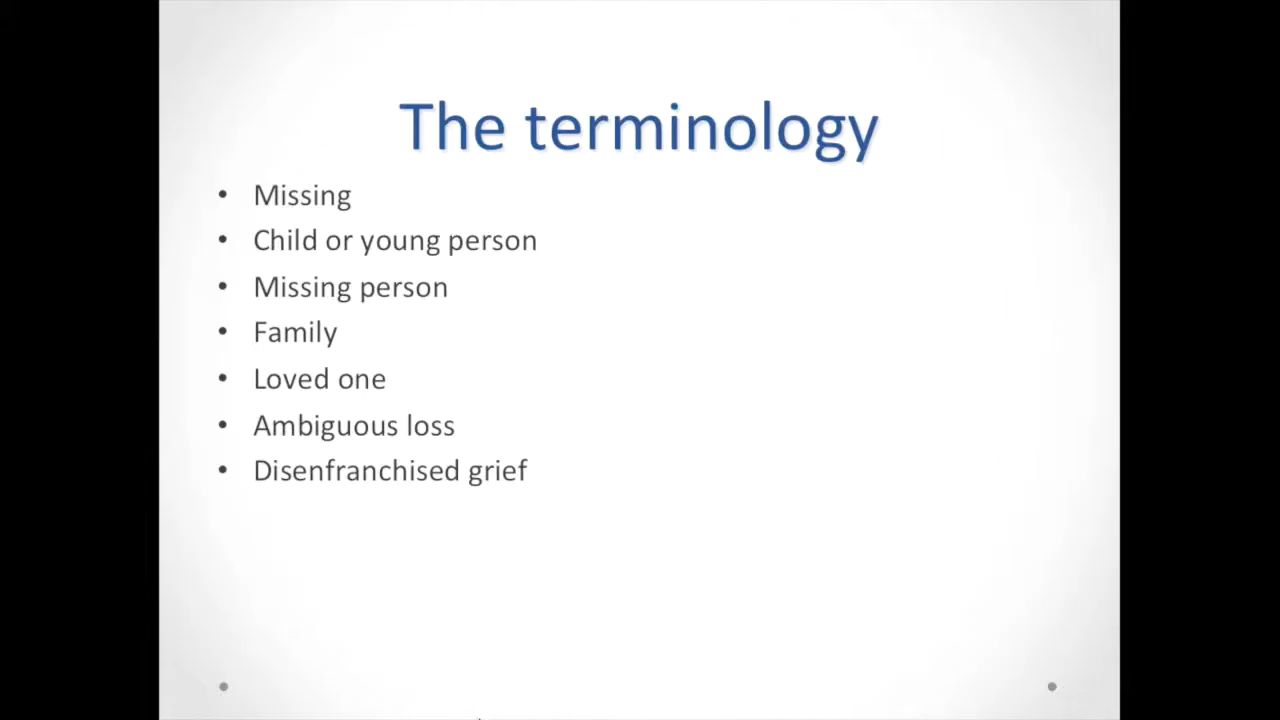 The terminology
• Missing
• Child or young person
• Missing person
• Family
• Loved one
• Ambiguous loss
• Disenfranchised grief